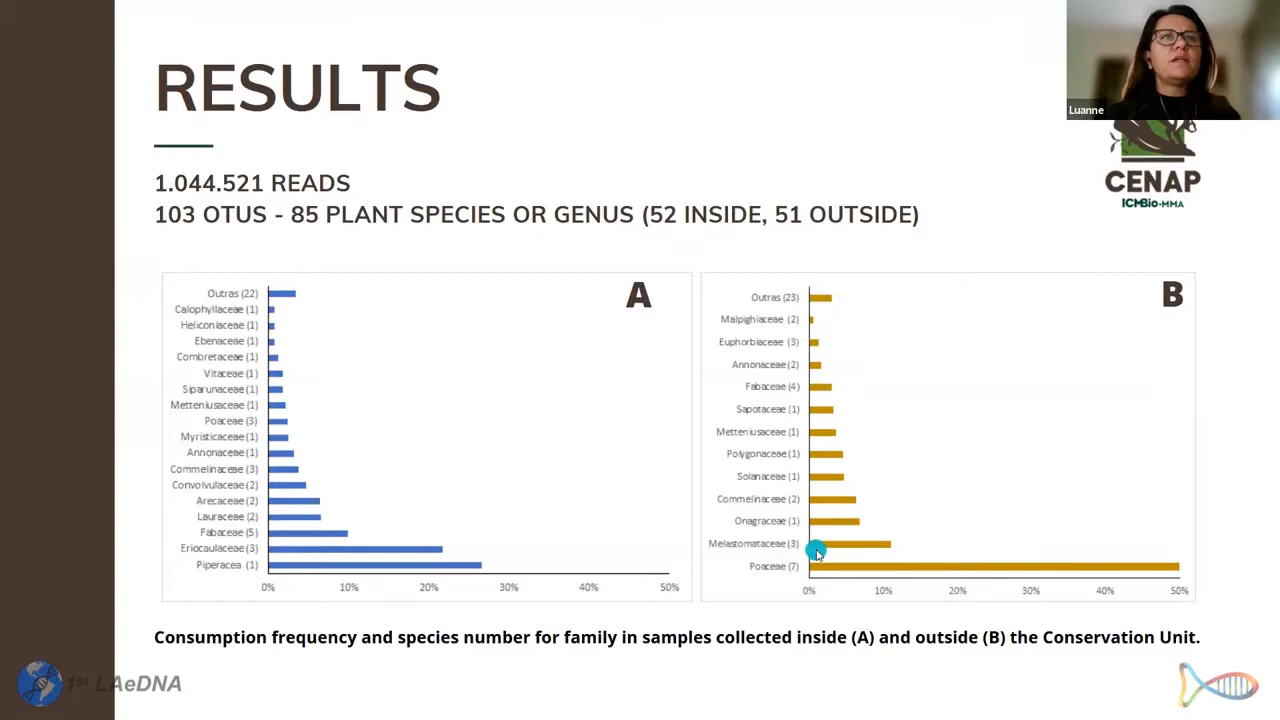 RESULTS
Luanne
CENAP
ICMBio-MMA
1.044.521 READS
103 OTUS - 85 PLANT SPECIES OR GENUS (52 INSIDE, 51 OUTSIDE)
A
Outras (22)
Calophyllaceae (1)
Heliconiaceae (1)
Ebenaceae (1)
Combretaceae (1)
Vitaceae (1)
Siparunaceae (1)
Metteniusaceae (1)
Poaceae (3)
Myristicaceae (1)
Annonaceae (1)
Commelinaceae (3)
Convolvulaceae (2)
Arecaceae (2)
Lauraceae (2)
Fabaceae (5)
Eriocaulaceae (3)
Piperacea (1)
0% 10% 20% 30% 40% 50%
B
Outras (23)
Malpighiaceae (2)
Euphorbiaceae (3)
Annonaceae (2)
Fabaceae (4)
Sapotaceae (1)
Metteniusaceae (1)
Polygonaceae (1)
Solanaceae (1)
Commelinaceae (2)
Onagraceae (1)
Melastomataceae (3)
Poaceae (7)
0% 10% 20% 30% 40% 50%
Consumption frequency and species number for family in samples collected inside (A) and outside (B) the Conservation Unit.
1ST LAeDNA